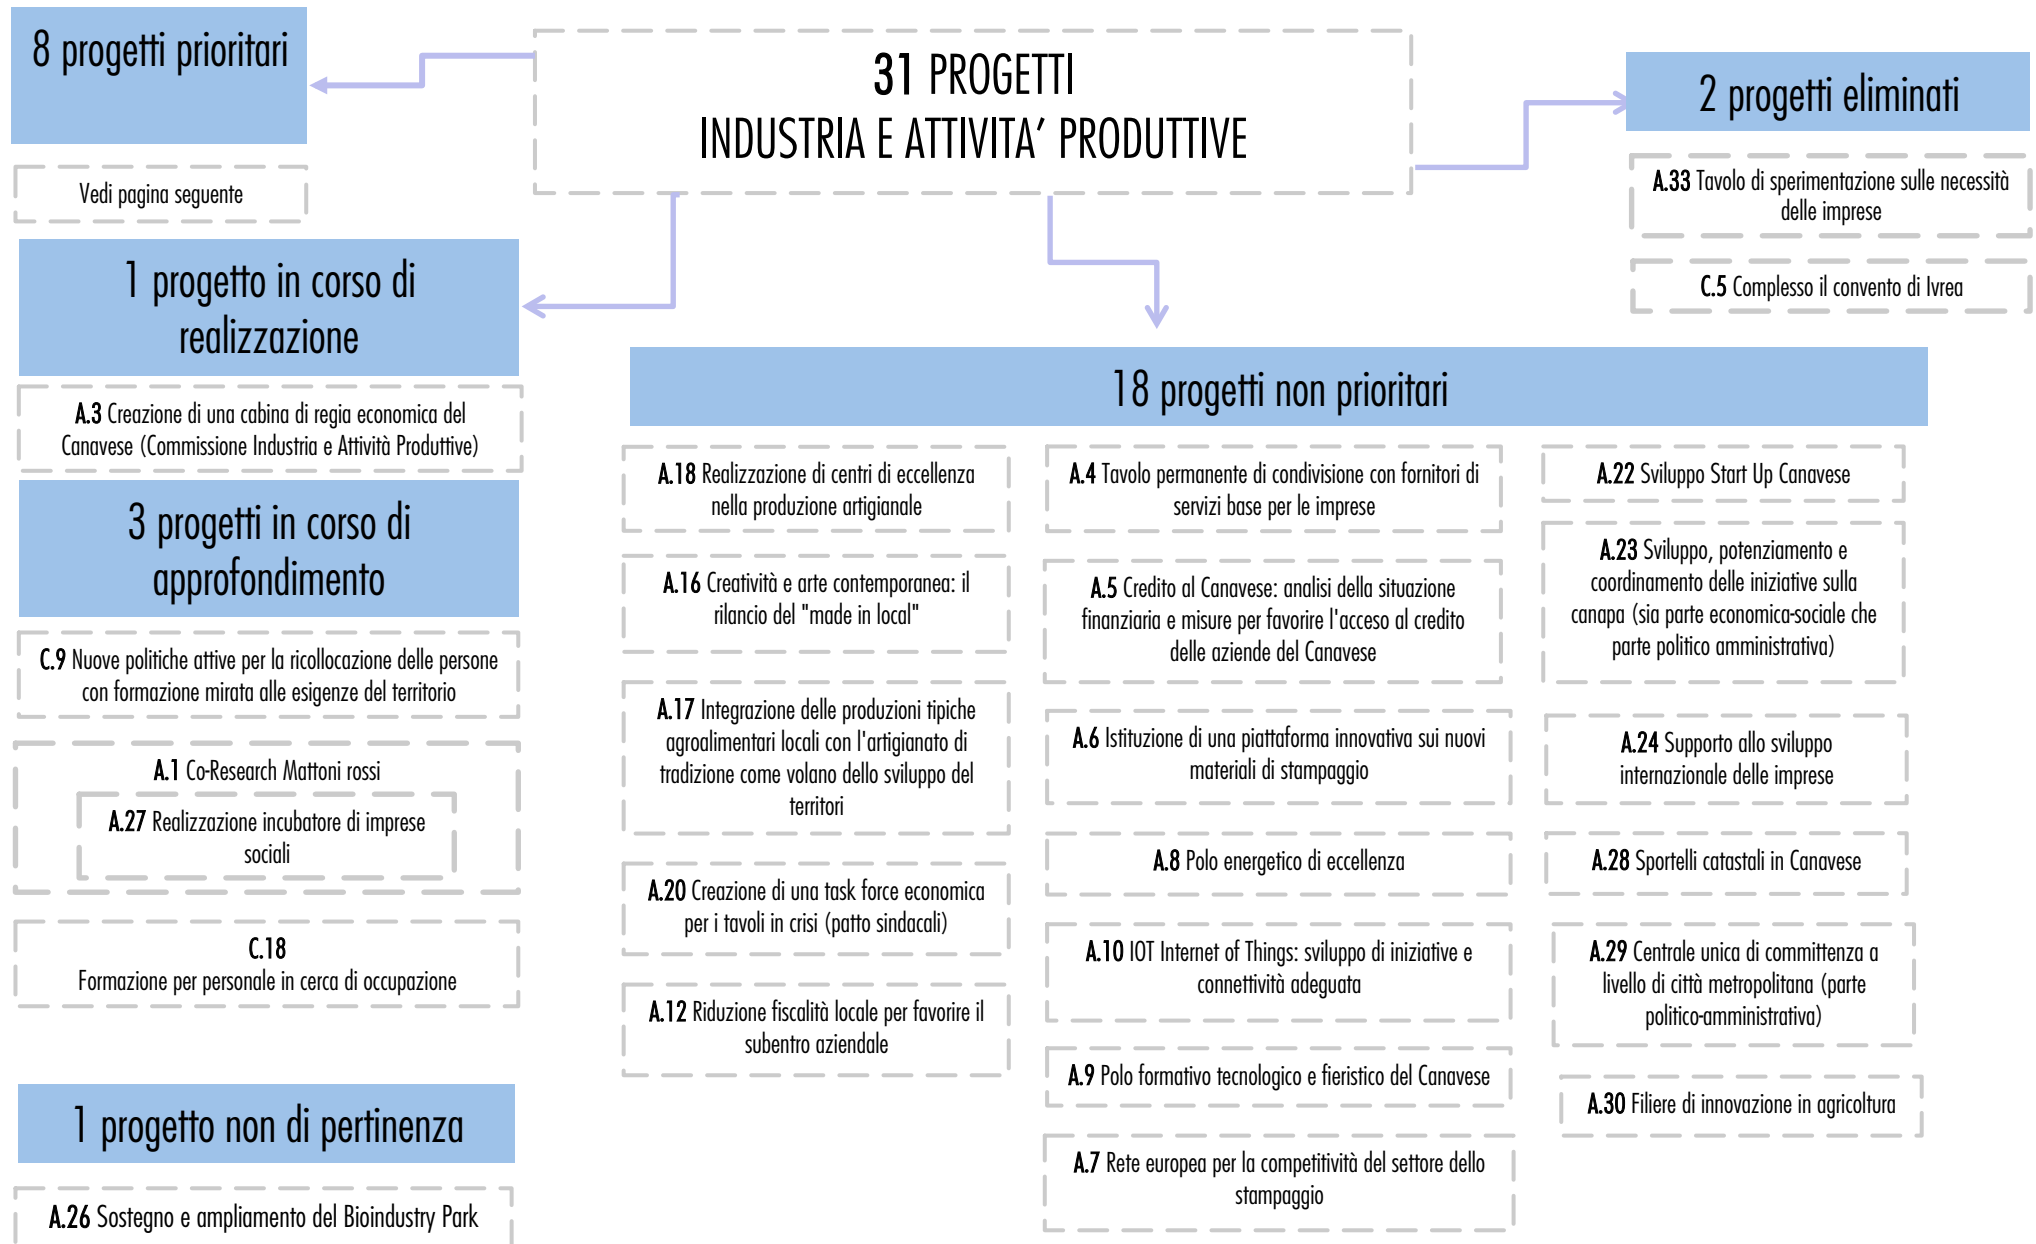 8 progetti prioritari
Vedi pagina seguente
31 PROGETTI
INDUSTRIA E ATTIVITA’ PRODUTTIVE
2 progetti eliminati
A.33 Tavolo di sperimentazione sulle necessità
delle imprese
C.5 Complesso il convento di Ivrea
1 progetto in corso di
realizzazione
A.3 Creazione di una cabina di regia economica del
Canavese (Commissione Industria e Attività Produttive)
3 progetti in corso di
approfondimento
C.9 Nuove politiche attive per la ricollocazione delle persone
con formazione mirata alle esigenze del territorio
A.1 Co-Research Mattoni rossi
A.27 Realizzazione incubatore di imprese
sociali
C.18
Formazione per personale in cerca di occupazione
1 progetto non di pertinenza
A.26 Sostegno e ampliamento del Bioindustry Park
18 progetti non prioritari
A.18 Realizzazione di centri di eccellenza
nella produzione artigianale
A.16 Creatività e arte contemporanea: il
rilancio del "made in local"
A.17 Integrazione delle produzioni tipiche
agroalimentari locali con l'artigianato di
tradizione come volano dello sviluppo del
territori
A.20 Creazione di una task force economica
per i tavoli in crisi (patto sindacali)
A.12 Riduzione fiscalità locale per favorire il
subentro aziendale
A.4 Tavolo permanente di condivisione con fornitori di
servizi base per le imprese
A.5 Credito al Canavese: analisi della situazione
finanziaria e misure per favorire l'acceso al credito
delle aziende del Canavese
A.6 Istituzione di una piattaforma innovativa sui nuovi
materiali di stampaggio
A.8 Polo energetico di eccellenza
A.10 IOT Internet of Things: sviluppo di iniziative e
connettività adeguata
A.9 Polo formativo tecnologico e fieristico del Canavese
A.7 Rete europea per la competitività del settore dello
stampaggio
A.22 Sviluppo Start Up Canavese
A.23 Sviluppo, potenziamento e
coordinamento delle iniziative sulla
canapa (sia parte economica-sociale che
parte politico amministrativa)
A.24 Supporto allo sviluppo
internazionale delle imprese
A.28 Sportelli catastali in Canavese
A.29 Centrale unica di committenza a
livello di città metropolitana (parte
politico-amministrativa)
A.30 Filiere di innovazione in agricoltura